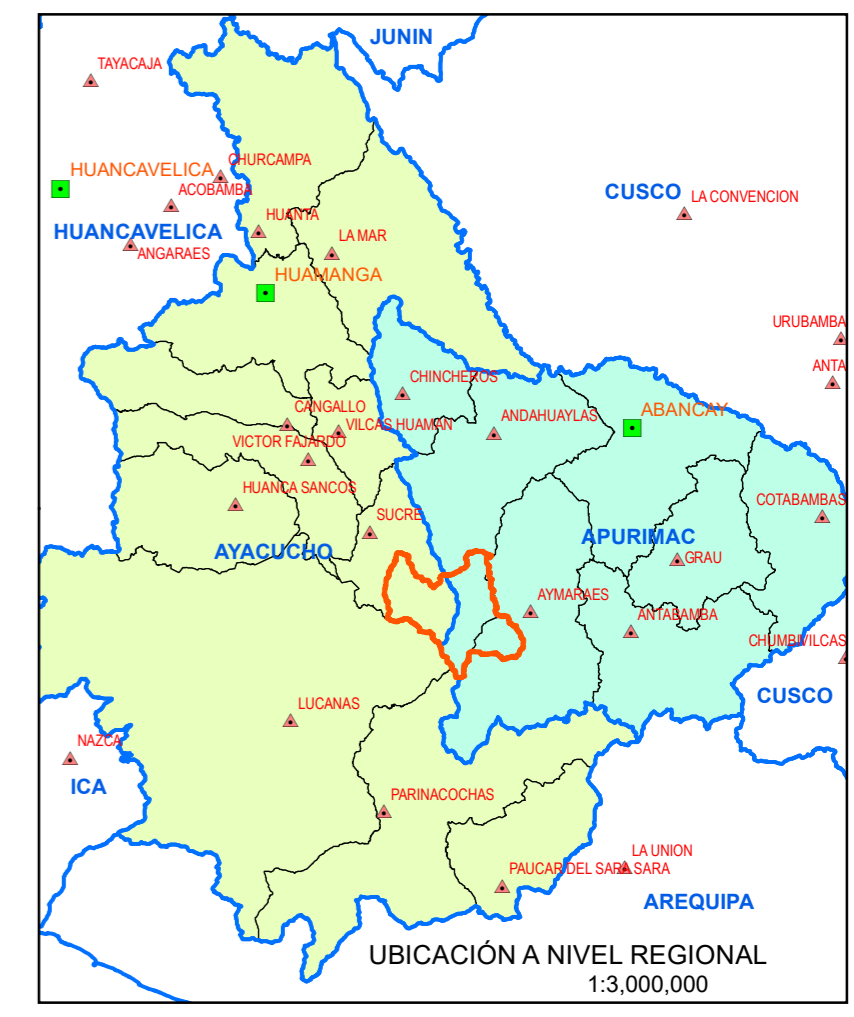 JUNIN
TAYACAJA
CHURCAMPA
HUANCAVELICA
ACOBAMBA
CUSCO
LA CONVENCION
HUANTA
HUANCAVELICA
LA MAR
ANGARAES
HUAMANGA
URUBAMBA
ANTA
CHINCHEROS
CANGALLO
ABANCAY
ANDAHUAYLAS
VILCAS HUAMAN
VICTOR FAJARDO
HUANCA SANCOS
COTABAMBAS
SUCRE
APURIMAC
AYACUCHO
GRAU
AYMARAES
ANTABAMBA
CHUMBIVILCAS
CUSCO
LUCANAS
NAZCA
ICA
PARINACOCHAS
LA UNION
PAUCAR DEL SARA SARA
AREQUIPA
UBICACIÓN A NIVEL REGIONAL
1:3,000,000